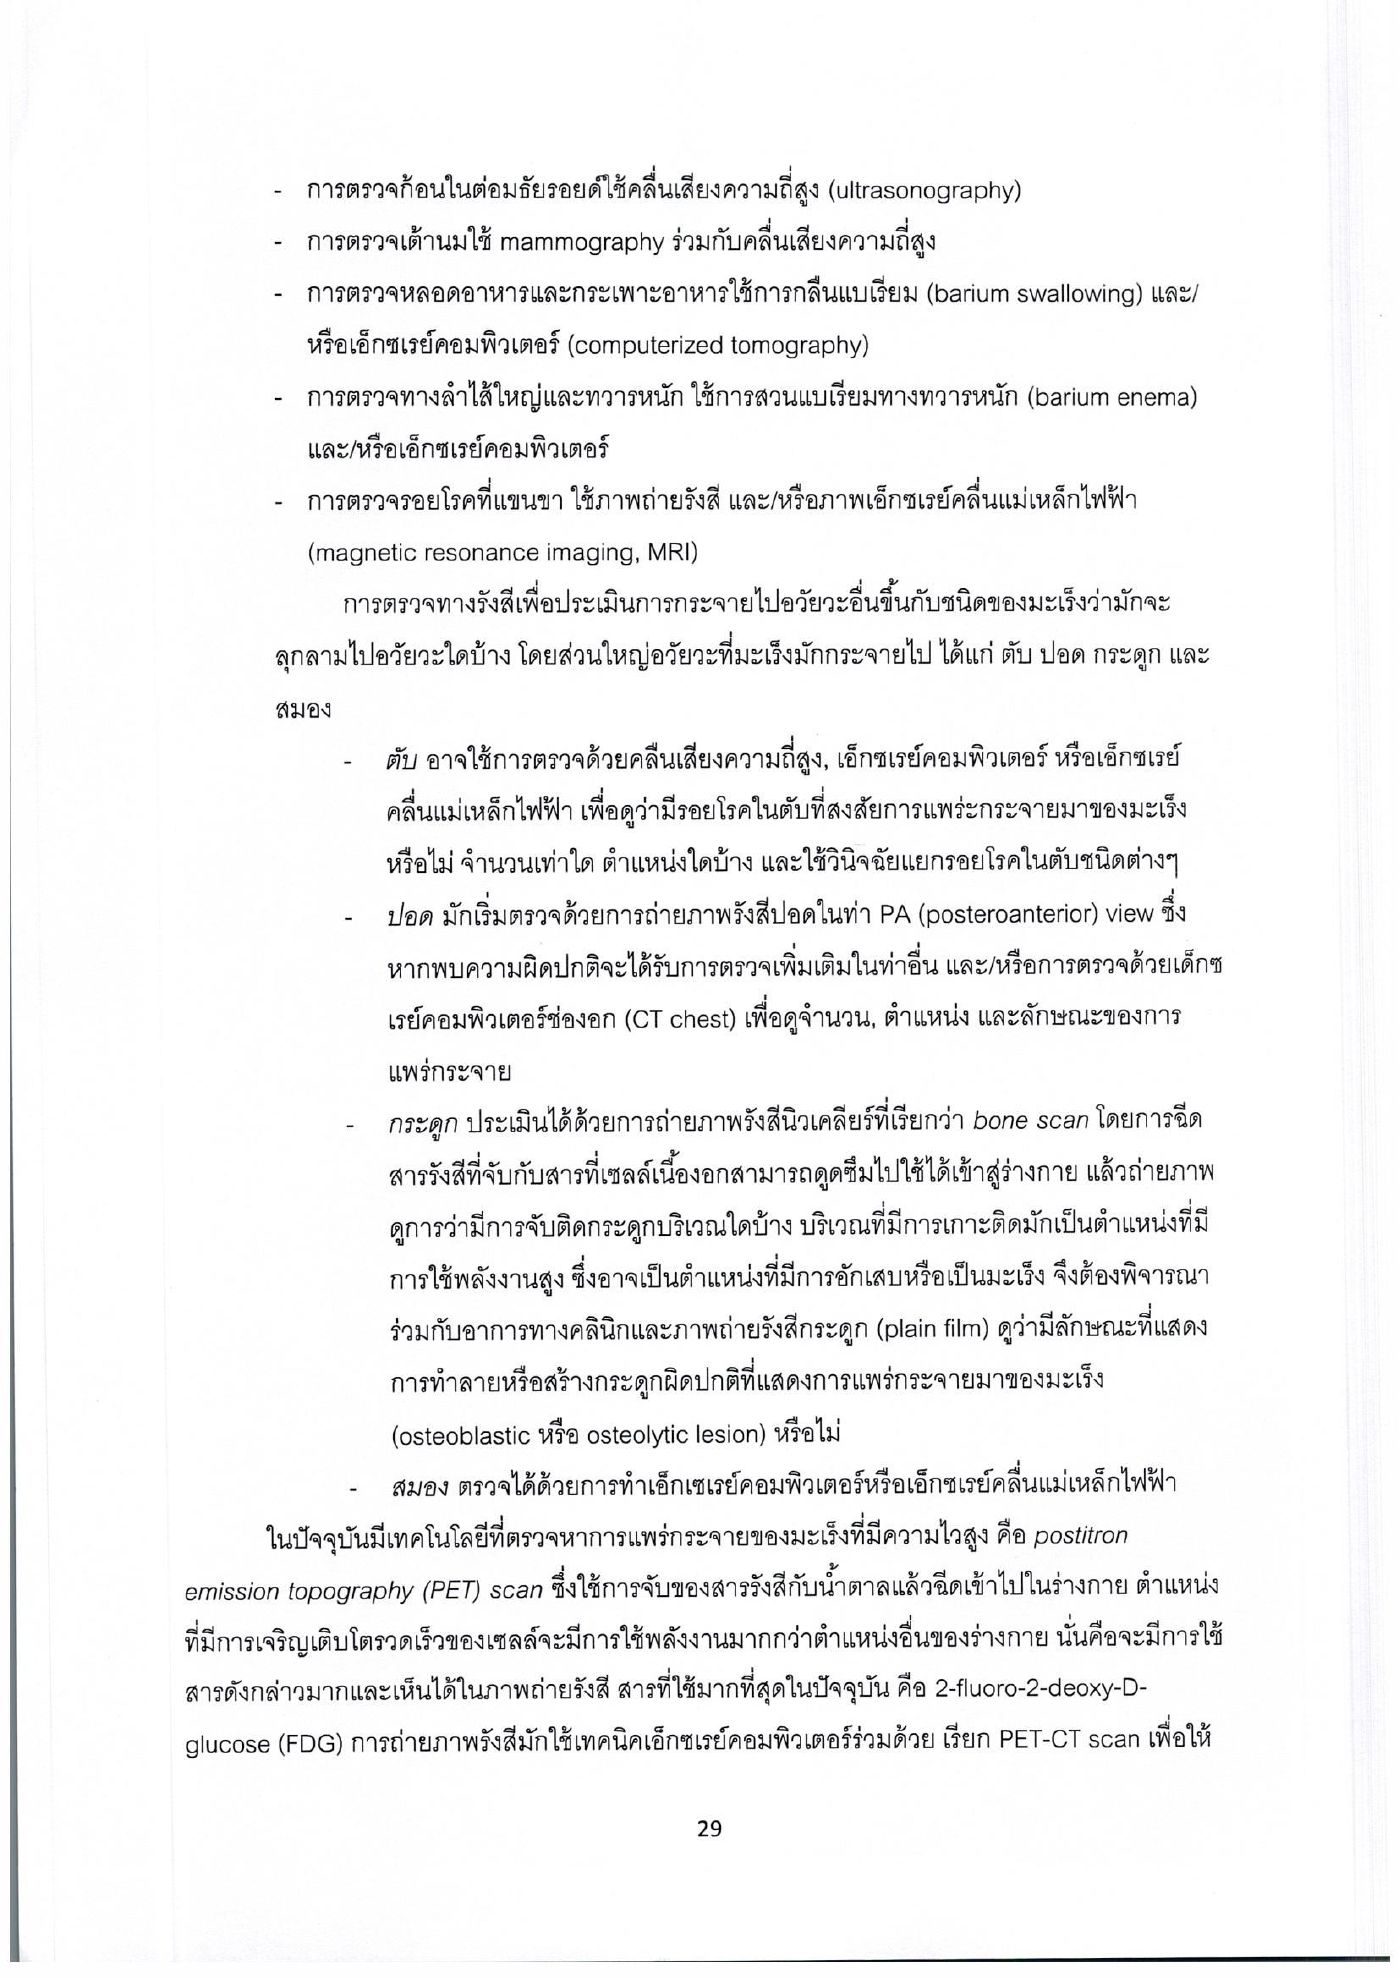 - การตรวจก้อนในต่อมธัยรอยด์ใช้คลื่นเสียงความถี่สูง (ultrasonography)
- การตรวจเต้านมใช้ mammography ร่วมกับคลื่นเสียงความถี่สูง
- การตรวจหลอดอาหารและกระเพาะอาหารใช้การกลืนแบเรียม (barium swallowing) และ/
หรือเอ็กซเรย์คอมพิวเตอร์ (computerized tomography)
- การตรวจทางลำไส้ใหญ่และทวารหนัก ใช้การสวนแบเรียมทางทวารหนัก (barium enema)
และ/หรือเอ็กซเรย์คอมพิวเตอร์
- การตรวจรอยโรคที่แขนขา ใช้ภาพถ่ายรังสี และ/หรือภาพเอ็กซเรย์คลื่นแม่เหล็กไฟฟ้า
(magnetic resonance imaging, MRI)
การตรวจทางรังสีเพื่อประเมินการกระจายไปอวัยวะอื่นขึ้นกับชนิดของมะเร็งว่ามักจะ
ลุกลามไปอวัยวะใดบ้าง โดยส่วนใหญ่อวัยวะที่มะเร็งมักกระจายไป ได้แก่ ตับ ปอด กระดูก และ
สมอง
- ตับ อาจใช้การตรวจด้วยคลื่นเสียงความถี่สูง, เอ็กซเรย์คอมพิวเตอร์ หรือเอ็กซเรย์
คลื่นแม่เหล็กไฟฟ้า เพื่อดูว่ามีรอยโรคในตับที่สงสัยการแพร่ะกระจายมาของมะเร็ง
หรือไม่ จำนวนเท่าใด ตำแหน่งใดบ้าง และใช้วินิจฉัยแยกรอยโรคในตับชนิดต่างๆ
- ปอด มักเริ่มตรวจด้วยการถ่ายภาพรังสีปอดในท่า PA (posteroanterior) view ซึ่ง
หากพบความผิดปกติจะได้รับการตรวจเพิ่มเติมในท่าอื่น และ/หรือการตรวจด้วยเด็กซ
เรย์คอมพิวเตอร์ช่องอก (CT chest) เพื่อดูจำนวน, ตำแหน่ง และลักษณะของการ
แพร่กระจาย
- กระดูก ประเมินได้ด้วยการถ่ายภาพรังสีนิวเคลียร์ที่เรียกว่า bone scan โดยการฉีด
สารรังสีที่จับกับสารที่เซลล์เนื้องอกสามารถดูดซึมไปใช้ได้เข้าสู่ร่างกาย แล้วถ่ายภาพ
ดูการว่ามีการจับติดกระดูกบริเวณใดบ้าง บริเวณที่มีการเกาะติดมักเป็นตำแหน่งที่มี
การใช้พลังงานสูง ซึ่งอาจเป็นตำแหน่งที่มีการอักเสบหรือเป็นมะเร็ง จึงต้องพิจารณา
ร่วมกับอาการทางคลินิกและภาพถ่ายรังสีกระดูก (plain film) ดูว่ามีลักษณะที่แสดง
การทำลายหรือสร้างกระดูกผิดปกติที่แสดงการแพร่กระจายมาของมะเร็ง
(osteoblastic หรือ osteolytic lesion) หรือไม่
- สมอง ตรวจได้ด้วยการทำเอ็กเซเรย์คอมพิวเตอร์หรือเอ็กซเรย์คลื่นแม่เหล็กไฟฟ้า
ในปัจจุบันมีเทคโนโลยีที่ตรวจหาการแพร่กระจายของมะเร็งที่มีความไวสูง คือ postitron
emission topography (PET) scan ซึ่งใช้การจับของสารรังสีกับน้ำตาลแล้วฉีดเข้าไปในร่างกาย ตำแหน่ง
ที่มีการเจริญเติบโตรวดเร็วของเซลล์จะมีการใช้พลังงานมากกว่าตำแหน่งอื่นของร่างกาย นั่นคือจะมีการใช้
สารดังกล่าวมากและเห็นได้ในภาพถ่ายรังสี สารที่ใช้มากที่สุดในปัจจุบัน คือ 2-fluoro-2-deoxy-D-
glucose (FDG) การถ่ายภาพรังสีมักใช้เทคนิคเอ็กซเรย์คอมพิวเตอร์ร่วมด้วย เรียก PET-CT scan เพื่อให้
29